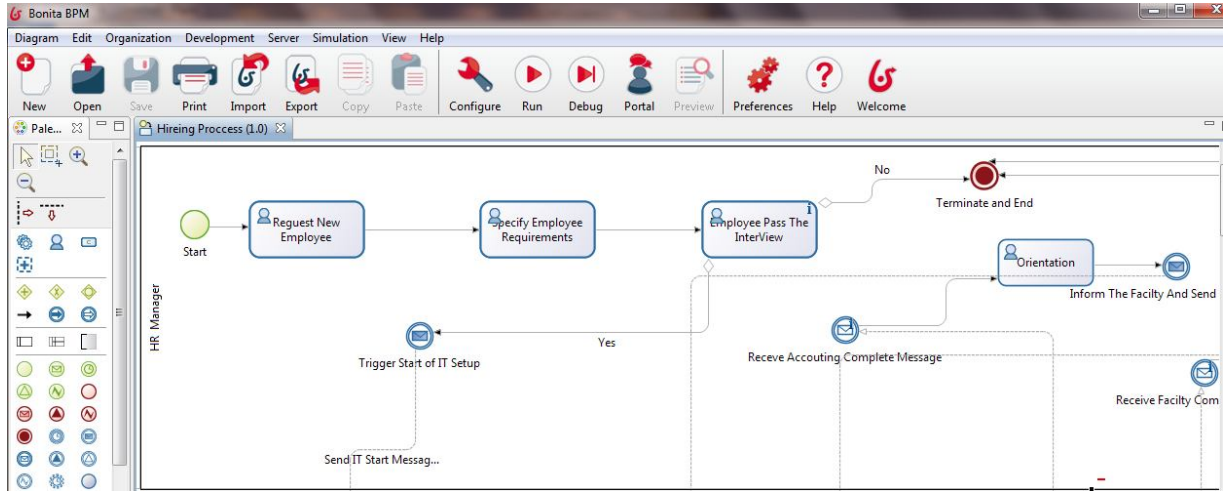 Bonita BPM
Diagram Edit Organization Development Server Simulation View Help
New Open Save Print Import Export Copy Paste Configure Run Debug Portal Preview Preferences Help Welcome
Pale...
Hireing Proccess (1.0)
HR Manager
Start
Reguest New
Employee
Specify Employee
Requirements
Employee Pass The
InterView
No
Terminate and End
Orientation
Inform The Facilty And Send
Yes
Trigger Start of IT Setup
Receve Accouting Complete Message
Receive Facilty Com
Send IT Start Messag...